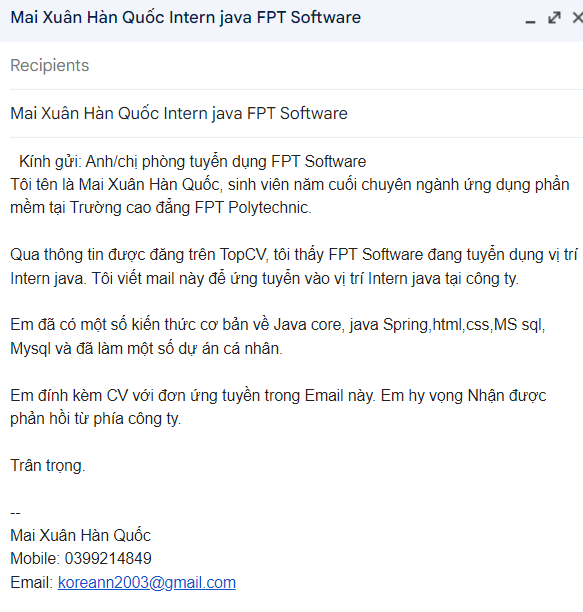 Mai Xuân Hàn Quốc Intern java FPT Software
Recipients
Mai Xuân Hàn Quốc Intern java FPT Software
Kính gửi: Anh/chị phòng tuyển dụng FPT Software
Tôi tên là Mai Xuân Hàn Quốc, sinh viên năm cuối chuyên ngành ứng dụng phần
mềm tại Trường cao đẳng FPT Polytechnic.
Qua thông tin được đăng trên TopCV, tôi thấy FPT Software đang tuyển dụng vị trí
Intern java. Tôi viết mail này để ứng tuyển vào vị trí Intern java tại công ty.
Em đã có một số kiến thức cơ bản về Java core, java Spring,html,css,MS sql,
Mysql và đã làm một số dự án cá nhân.
Em đính kèm CV với đơn ứng tuyền trong Email này. Em hy vọng Nhận được
phản hồi từ phía công ty.
Trân trọng.
--
Mai Xuân Hàn Quốc
Mobile: 0399214849
Email: koreann2003@gmail.com